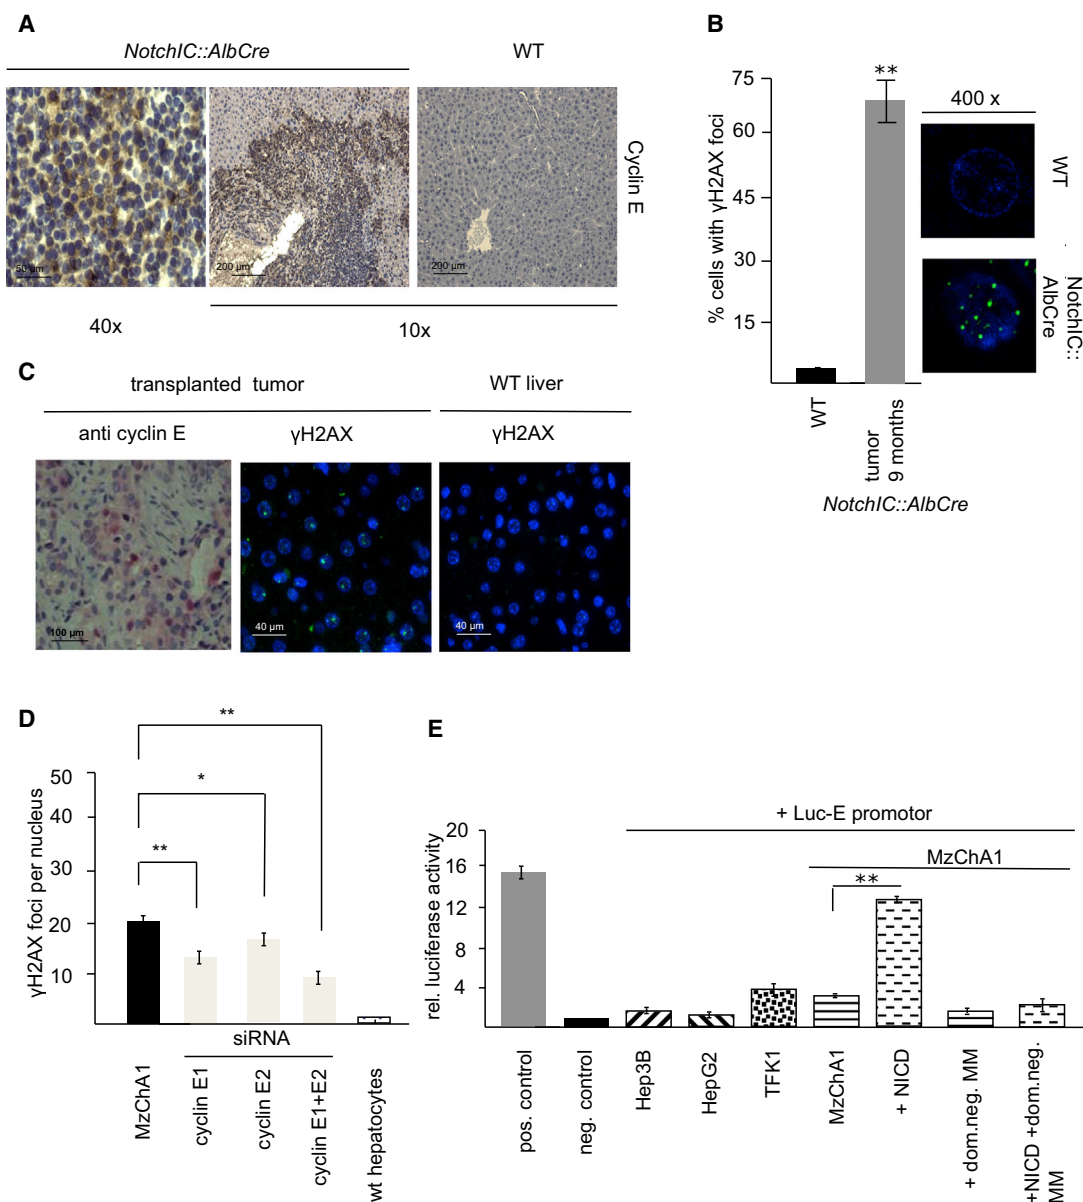 A
NotchIC::AlbCre
WT
Cyclin E
50 µm
200 µm
200 µm
40x
10x
B
% cells with γH2AX foci
75
60
45
30
15
**
WT
tumor
9 months
NotchIC::AlbCre
400 x
WT
NotchIC::
AlbCre
C
transplanted tumor
WT liver
anti cyclin E
γH2AX
γH2AX
100 µm
40 µm
40 µm
D
γH2AX foci per nucleus
50
40
30
20
10
**
*
**
siRNA
MzChA1
cyclin E1
cyclin E2
cyclin E1+E2
wt hepatocytes
E
rel. luciferase activity
20
16
12
8
4
+ Luc-E promotor
MzChA1
**
pos. control
neg. control
Hep3B
HepG2
TFK1
MzChA1
+ NICD
+ dom.neg. MM
+NICD +dom.neg.
MM